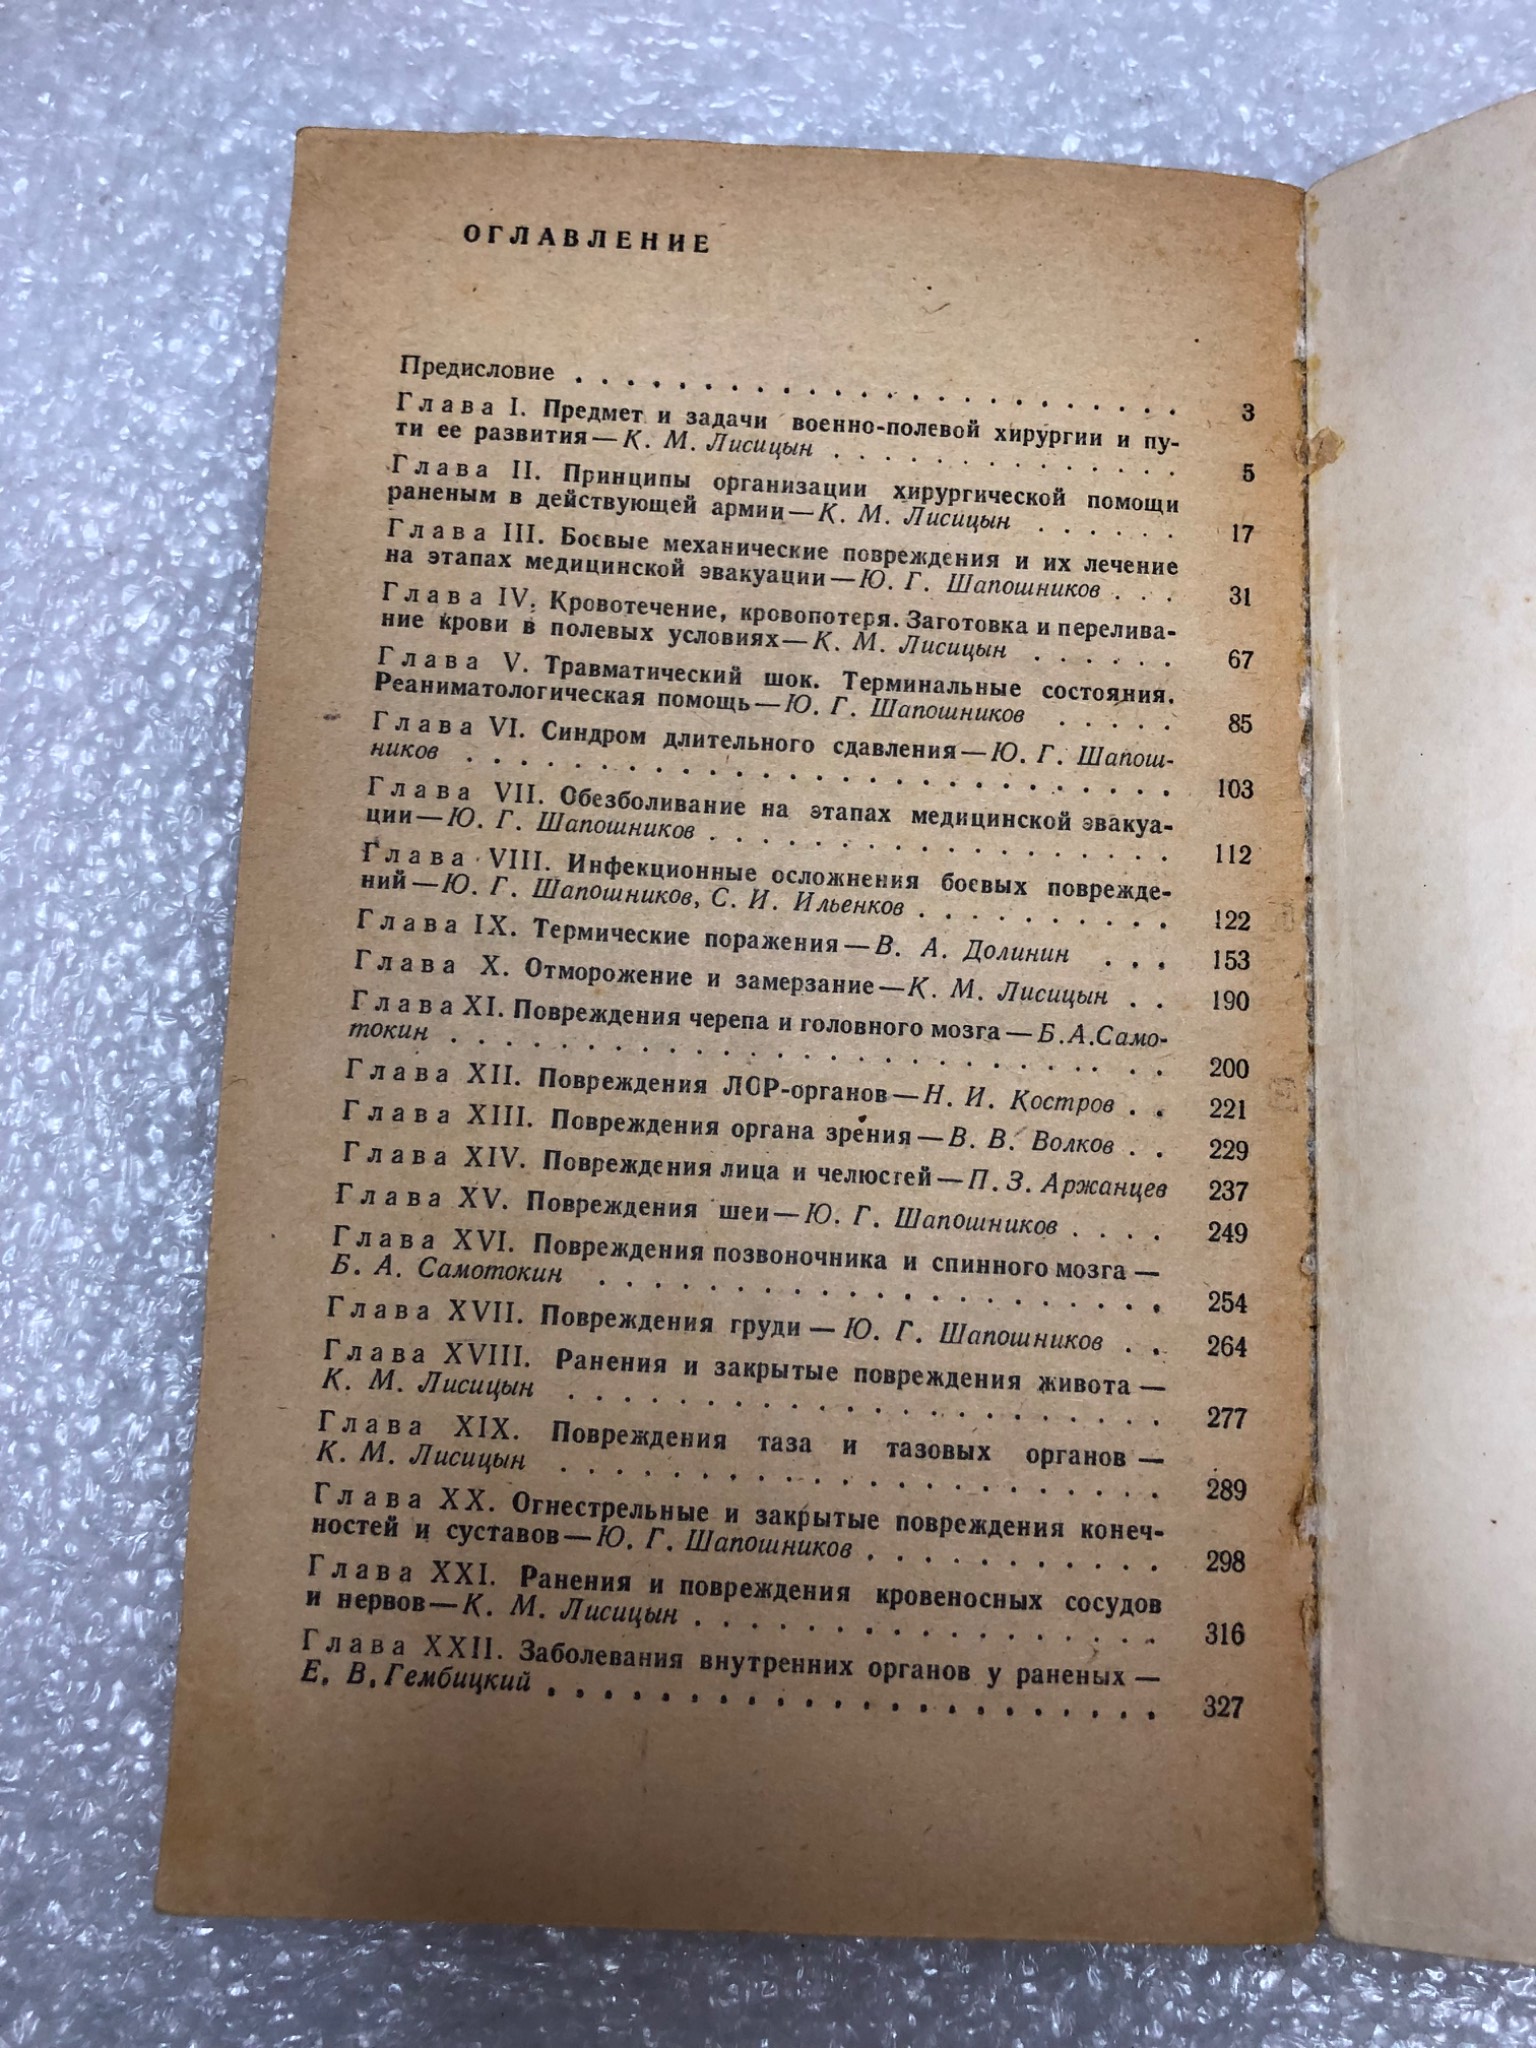 ОГЛАВЛЕНИЕ
Предисловие . . . . . . . . . . . . . . . . . . . . . . 3
Глава I. Предмет и задачи военно-полевой хирургии и пу-
ти ее развития — К. М. Лисицын . . . . . . . . . . . . . 5
Глава II. Принципы организации хирургической помощи
раненым в действующей армии — К. М. Лисицын . . . . . . 17
Глава III. Боевые механические повреждения и их лечение
на этапах медицинской эвакуации — Ю. Г. Шапошников . . . 31
Глава IV. Кровотечение, кровопотеря. Заготовка и перелива-
ние крови в полевых условиях — К. М. Лисицын . . . . . . 67
Глава V. Травматический шок. Терминальные состояния.
Реаниматологическая помощь — Ю. Г. Шапошников . . . . . 85
Глава VI. Синдром длительного сдавления — Ю. Г. Шапош-
ников . . . . . . . . . . . . . . . . . . . . . . . . . 103
Глава VII. Обезболивание на этапах медицинской эвакуа-
ции — Ю. Г. Шапошников . . . . . . . . . . . . . . . . . 112
Глава VIII. Инфекционные осложнения боевых поврежде-
ний — Ю. Г. Шапошников, С. И. Ильенков . . . . . . . . . 122
Глава IX. Термические поражения — В. А. Долинин . . . 153
Глава X. Отморожение и замерзание — К. М. Лисицын . . 190
Глава XI. Повреждения черепа и головного мозга — Б. А. Само-
токин . . . . . . . . . . . . . . . . . . . . . . . . . 200
Глава XII. Повреждения ЛОР-органов — Н. И. Костров . . 221
Глава XIII. Повреждения органа зрения — В. В. Волков . . 229
Глава XIV. Повреждения лица и челюстей — П. З. Аржанцев 237
Глава XV. Повреждения шеи — Ю. Г. Шапошников . . . . 249
Глава XVI. Повреждения позвоночника и спинного мозга —
Б. А. Самотокин . . . . . . . . . . . . . . . . . . . . 254
Глава XVII. Повреждения груди — Ю. Г. Шапошников . . 264
Глава XVIII. Ранения и закрытые повреждения живота —
К. М. Лисицын . . . . . . . . . . . . . . . . . . . . . 277
Глава XIX. Повреждения таза и тазовых органов —
К. М. Лисицын . . . . . . . . . . . . . . . . . . . . . 289
Глава XX. Огнестрельные и закрытые повреждения конеч-
ностей и суставов — Ю. Г. Шапошников . . . . . . . . . . 298
Глава XXI. Ранения и повреждения кровеносных сосудов
и нервов — К. М. Лисицын . . . . . . . . . . . . . . . . 316
Глава XXII. Заболевания внутренних органов у раненых —
Е. В. Гембицкий . . . . . . . . . . . . . . . . . . . . 327